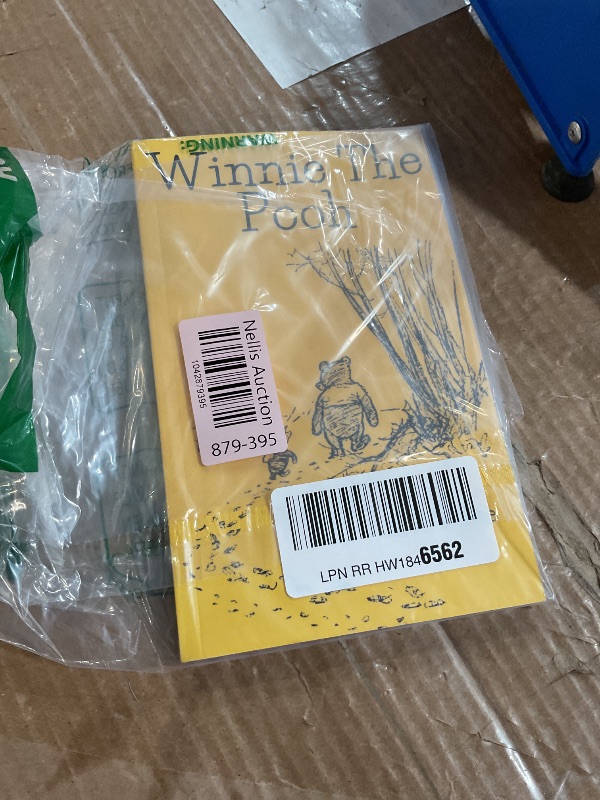 WARNING:
Winnie The
Pooh
Nellis Auction
1042879395
879-395
LPN RR HW1846562